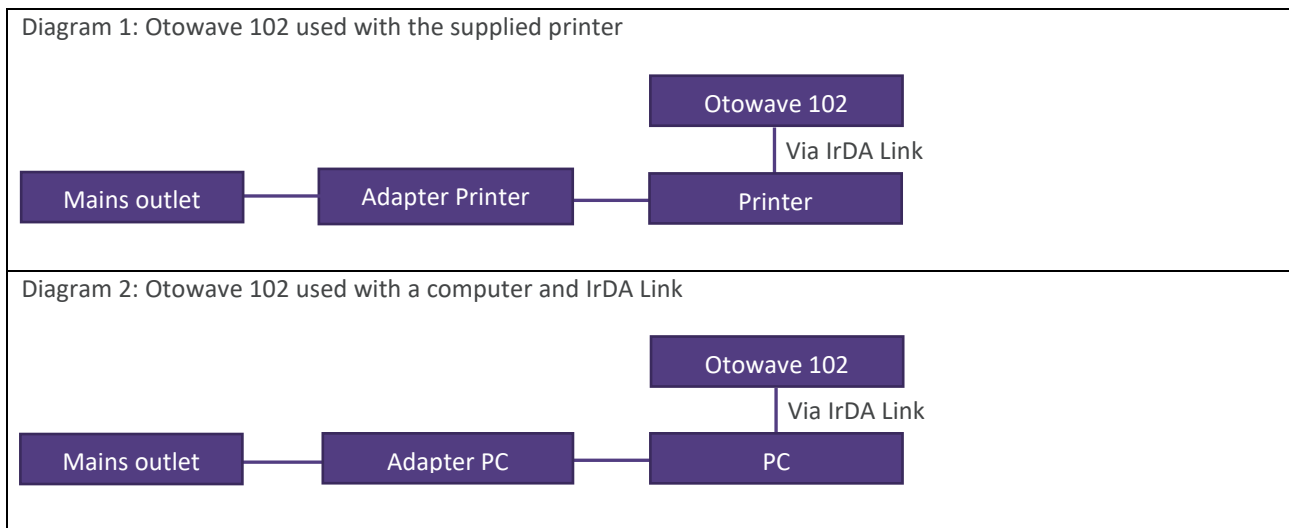 Diagram 1: Otowave 102 used with the supplied printer
Otowave 102
Via IrDA Link
Mains outlet
Adapter Printer
Printer
Diagram 2: Otowave 102 used with a computer and IrDA Link
Otowave 102
Via IrDA Link
Mains outlet
Adapter PC
PC